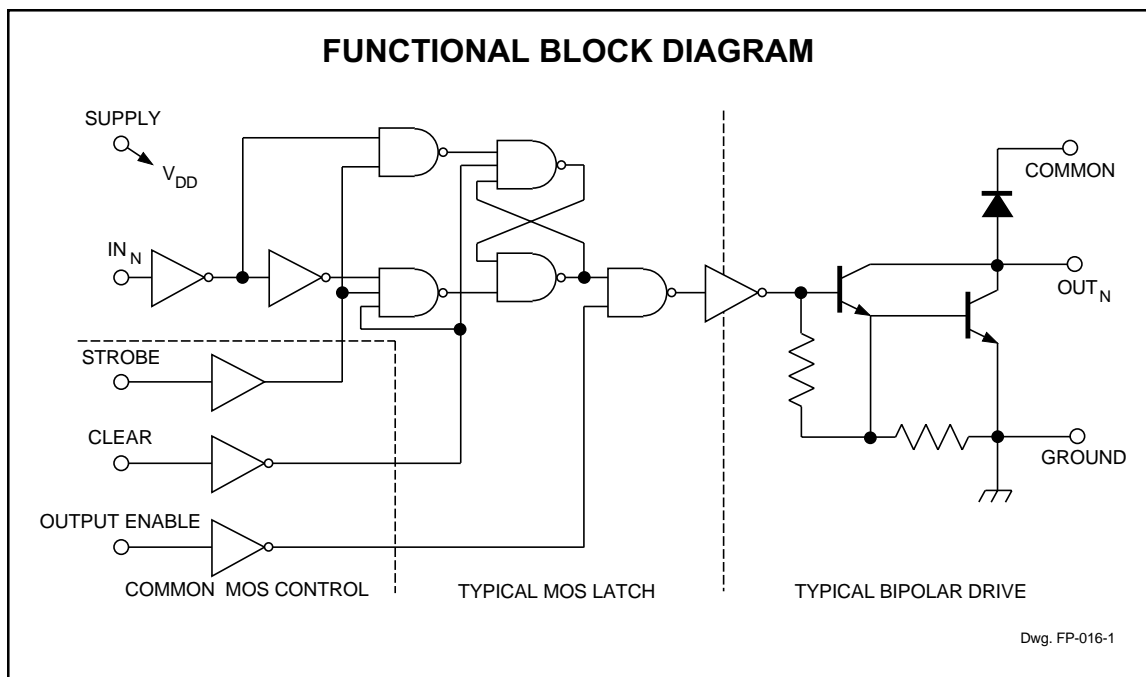 FUNCTIONAL BLOCK DIAGRAM
SUPPLY
VDD
COMMON
INN
OUTN
STROBE
CLEAR
GROUND
OUTPUT ENABLE
COMMON MOS CONTROL
TYPICAL MOS LATCH
TYPICAL BIPOLAR DRIVE
Dwg. FP-016-1